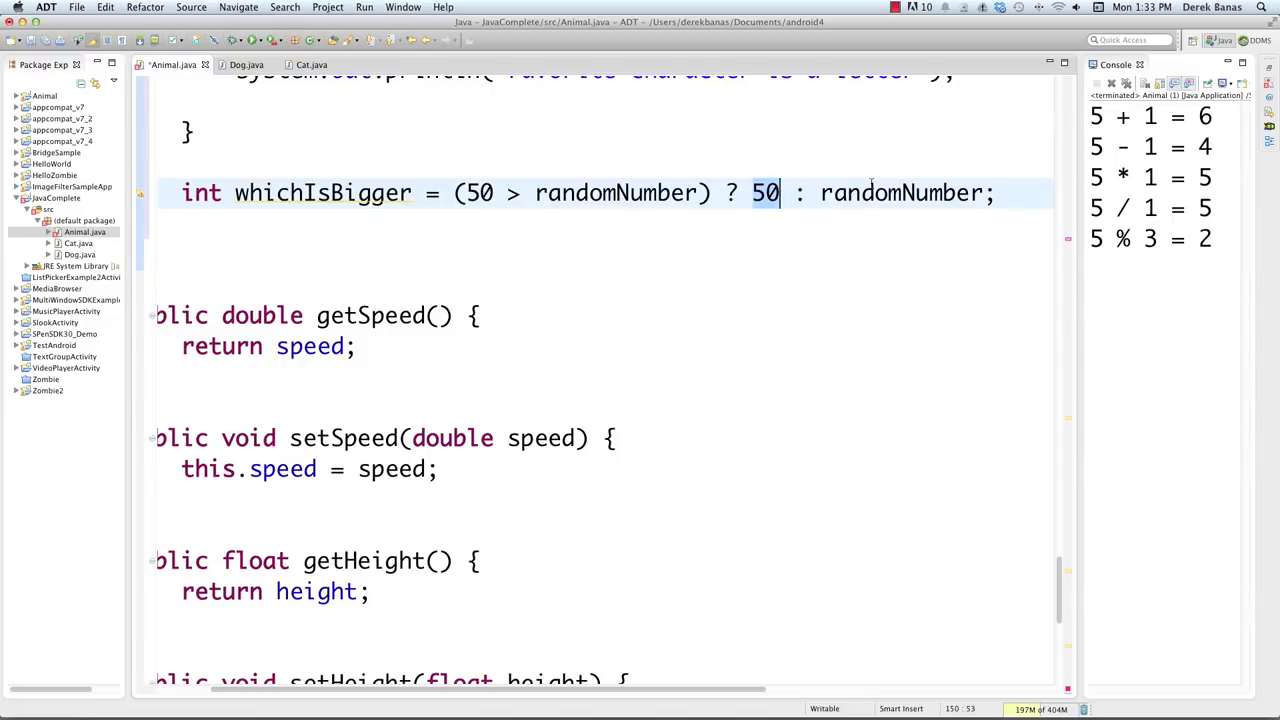 ADT File Edit Refactor Source Navigate Search Project Run Window Help
10
Mon 1:33 PM Derek Banas
Java - JavaComplete/src/Animal.java - ADT - /Users/derekbanas/Documents/android4
Quick Access
Java
DDMS
Package Exp
*Animal.java
Dog.java
Cat.java
Console
Animal
appcompat_v7
appcompat_v7_2
appcompat_v7_3
appcompat_v7_4
BridgeSample
HelloWorld
HelloZombie
ImageFilterSampleApp
JavaComplete
src
(default package)
Animal.java
Cat.java
Dog.java
JRE System Library [Ja
ListPickerExample2Activi
MediaBrowser
MultiWindowSDKExample
MusicPlayerActivity
SlookActivity
SPenSDK30_Demo
TestAndroid
TextGroupActivity
VideoPlayerActivity
Zombie
Zombie2
System.out.println("Favorite character is a letter");
}
int whichIsBigger = (50 > randomNumber) ? 50 : randomNumber;
blic double getSpeed() {
return speed;
blic void setSpeed(double speed) {
this.speed = speed;
blic float getHeight() {
return height;
blic void setHeight(float height) {
<terminated> Animal (1) [Java Application] /S
5 + 1 = 6
5 - 1 = 4
5 * 1 = 5
5 / 1 = 5
5 % 3 = 2
Writable
Smart Insert
150 : 53
197M of 404M